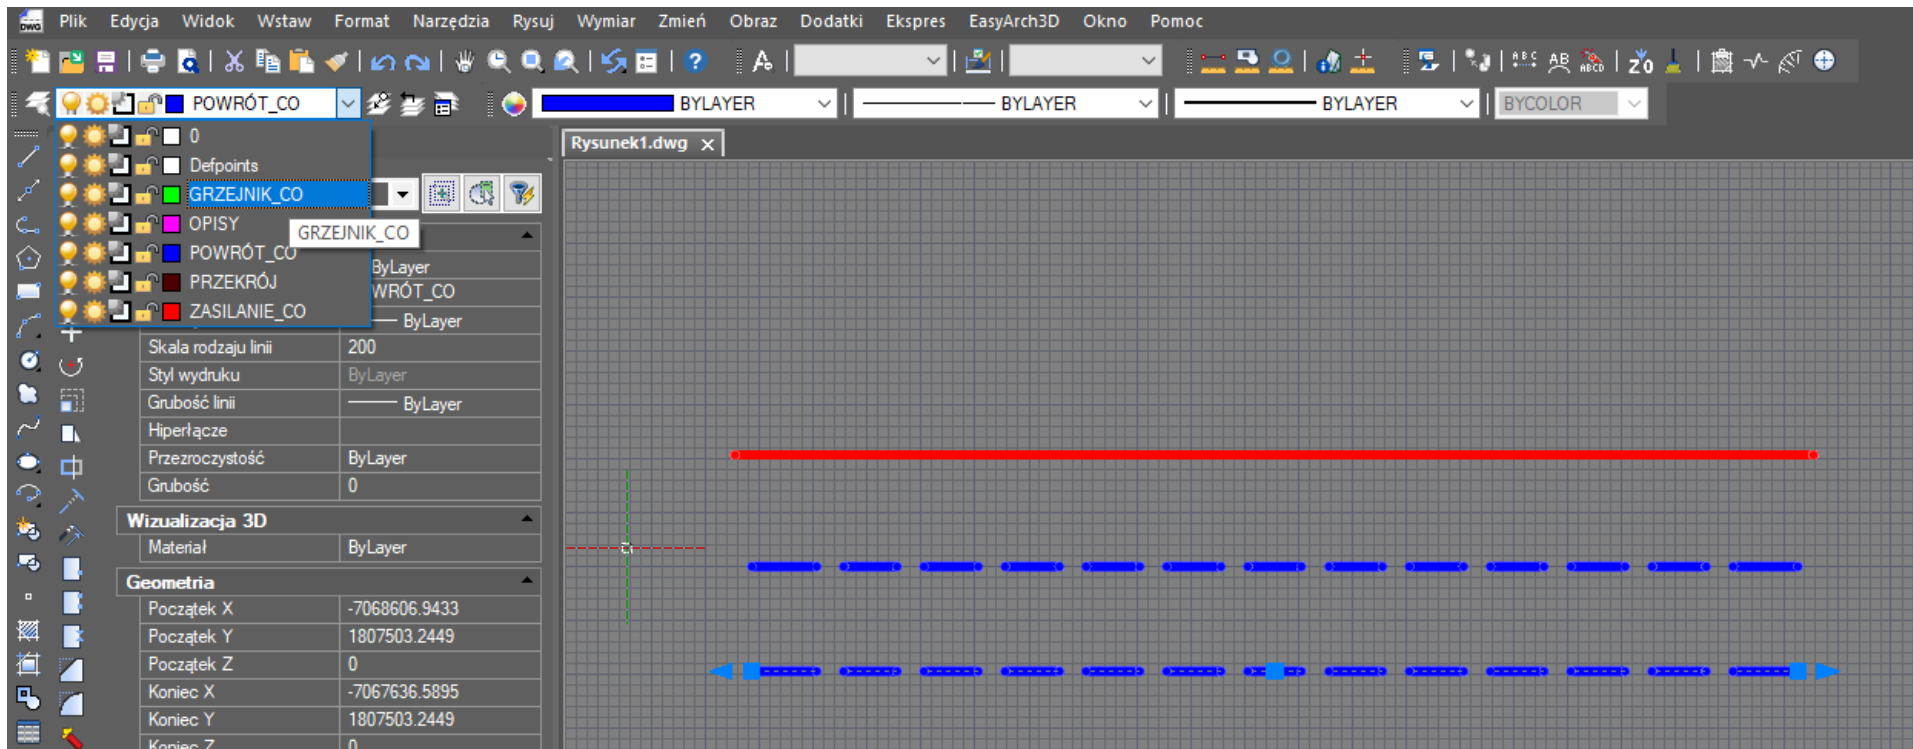 Plik Edycja Widok Wstaw Format Narzędzia Rysuj Wymiar Zmień Obraz Dodatki Ekspres EasyArch3D Okno Pomoc
POWRÓT_CO BYLAYER BYLAYER BYLAYER BYCOLOR
0
Rysunek1.dwg
Defpoints
GRZEJNIK_CO
OPISY
GRZEJNIK_CO
POWRÓT_CO
ByLayer
PRZEKRÓJ
WRÓT_CO
ZASILANIE_CO
ByLayer
Skala rodzaju linii 200
Styl wydruku ByLayer
Grubość linii ByLayer
Hiperłącze
Przezroczystość ByLayer
Grubość 0
Wizualizacja 3D
Materiał ByLayer
Geometria
Początek X -7068606.9433
Początek Y 1807503.2449
Początek Z 0
Koniec X -7067636.5895
Koniec Y 1807503.2449
Koniec Z 0